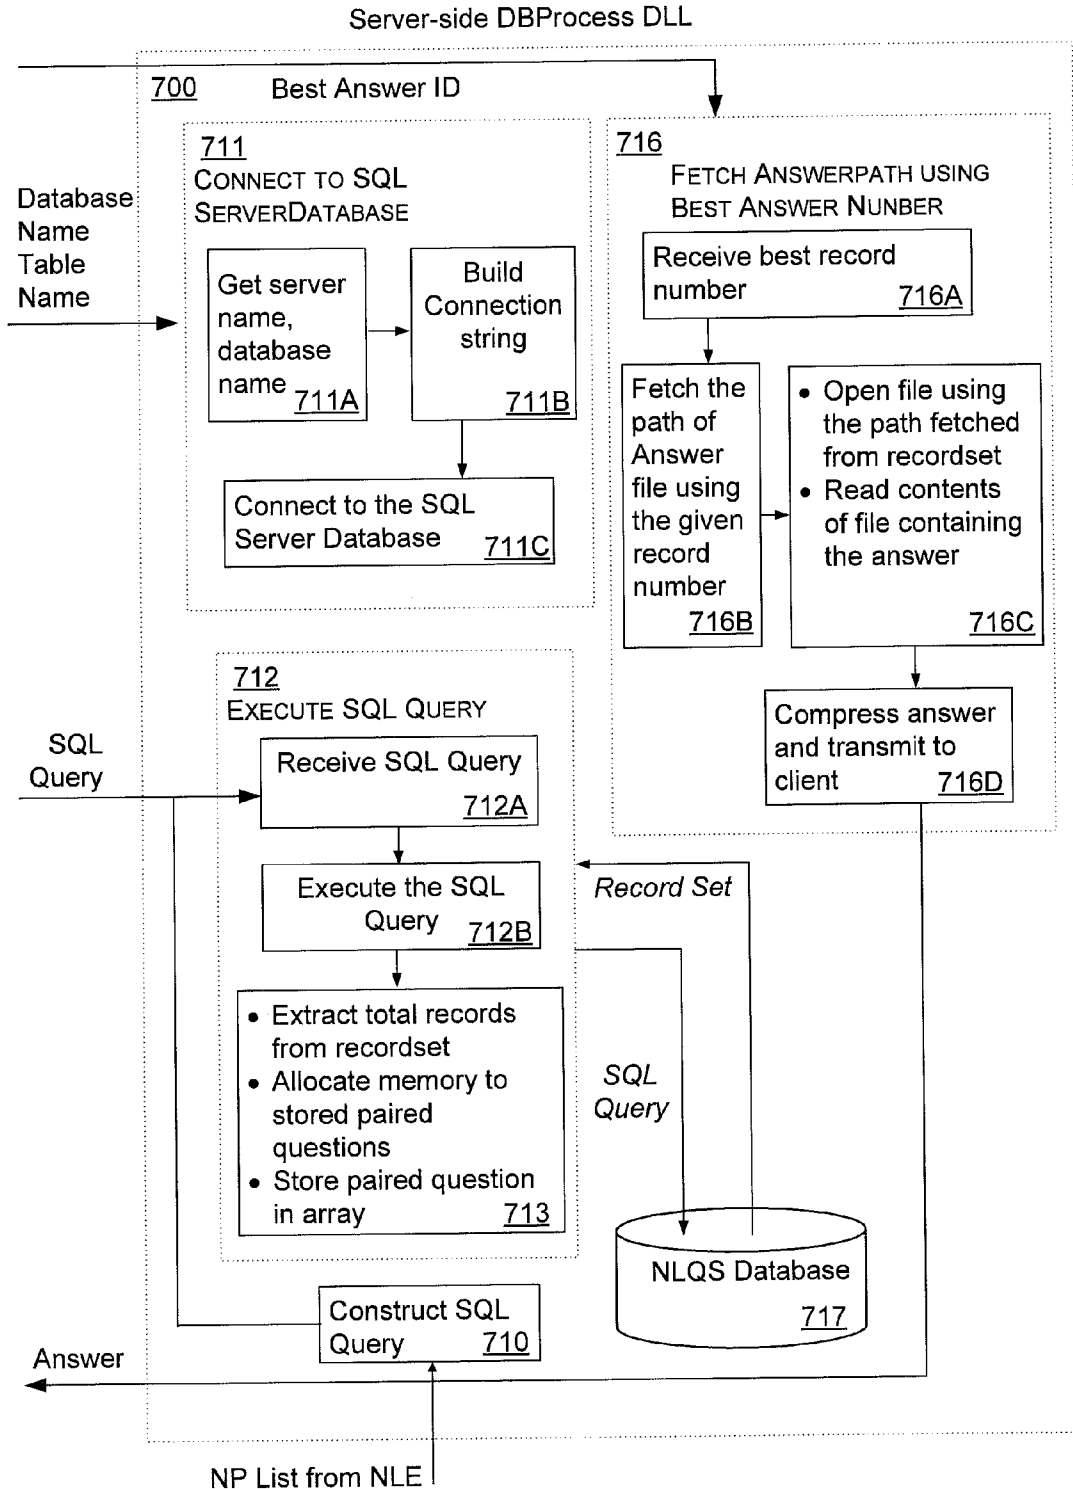 Server-side DBProcess DLL
700
Best Answer ID
711
CONNECT TO SQL
SERVERDATABASE
Database
Name
Table
Name
Get server
name,
database
name
711A
Build
Connection
string
711B
Connect to the SQL
Server Database
711C
716
FETCH ANSWERPATH USING
BEST ANSWER NUNBER
Receive best record
number
716A
Fetch the
path of
Answer
file using
the given
record
number
716B
• Open file using
the path fetched
from recordset
• Read contents
of file containing
the answer
716C
Compress answer
and transmit to
client
716D
712
EXECUTE SQL QUERY
SQL
Query
Receive SQL Query
712A
Execute the SQL
Query
712B
• Extract total records
from recordset
• Allocate memory to
stored paired
questions
• Store paired question
in array
713
Record Set
SQL
Query
NLQS Database
717
Construct SQL
Query
710
Answer
NP List from NLE